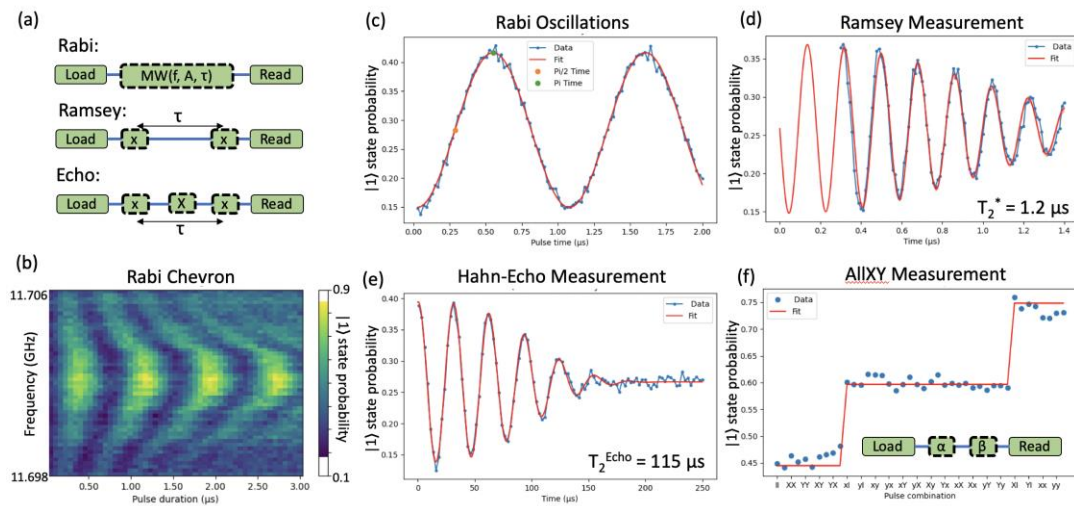 (a)
Rabi:
Load MW(f, A, τ) Read
Ramsey:
τ
Load x x Read
Echo:
Load x X x Read
τ
(b)
Rabi Chevron
11.706
Frequency (GHz)
11.698
0.50 1.00 1.50 2.00 2.50 3.00
Pulse duration (μs)
0.9
|1⟩ state probability
0.1
(c)
Rabi Oscillations
|1⟩ state probability
0.40
0.35
0.30
0.25
0.20
0.15
Data
Fit
Pi/2 Time
Pi Time
0.00 0.25 0.50 0.75 1.00 1.25 1.50 1.75 2.00
Pulse time (μs)
(d)
Ramsey Measurement
|1⟩ state probability
0.35
0.30
0.25
0.20
0.15
Data
Fit
T2* = 1.2 μs
0.0 0.2 0.4 0.6 0.8 1.0 1.2 1.4
Time (μs)
(e)
Hahn-Echo Measurement
|1⟩ state probability
0.40
0.35
0.30
0.25
0.20
0.15
Data
Fit
T2Echo = 115 μs
0 50 100 150 200 250
Time (μs)
(f)
AllXY Measurement
|1⟩ state probability
0.75
0.70
0.65
0.60
0.55
0.50
0.45
Data
Fit
Load α β Read
II XX YY XY YX xI yI xy yx xY yX Xy Yx xX Xx yY Yy XI YI xx yy
Pulse combination